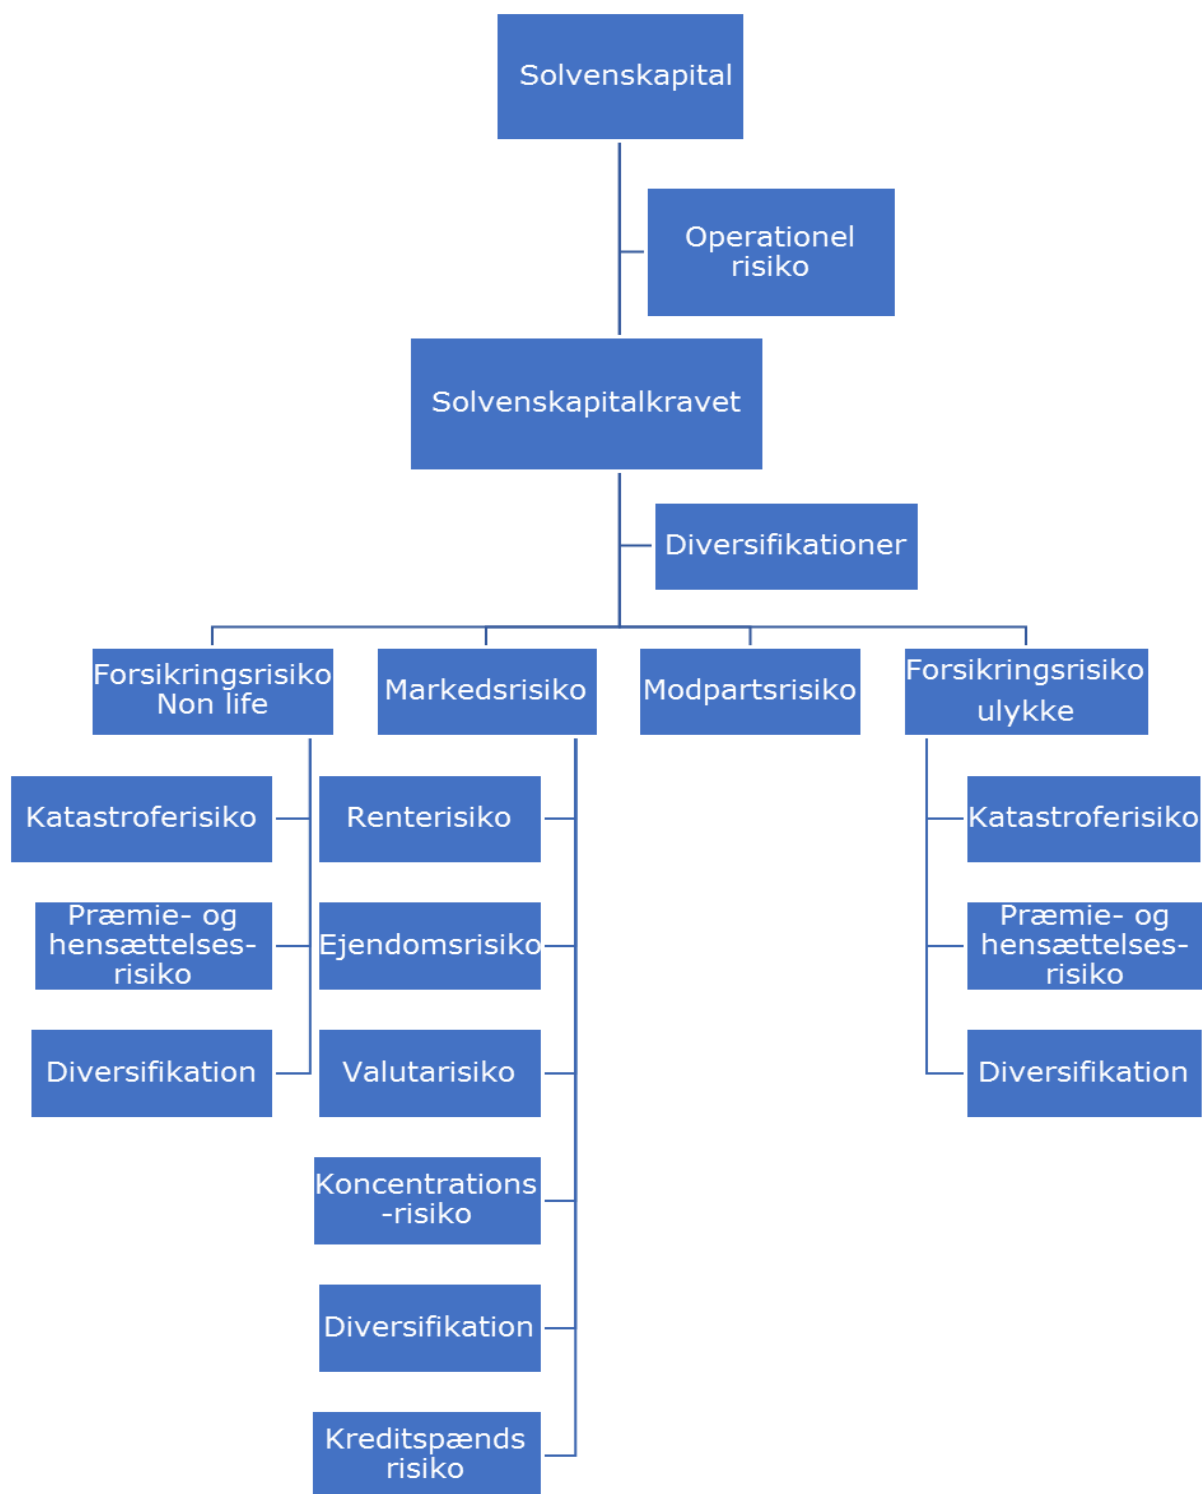 Solvenskapital
Operationel
risiko
Solvenskapitalkravet
Diversifikationer
Forsikringsrisiko
Non life
Markedsrisiko
Modpartsrisiko
Forsikringsrisiko
ulykke
Katastroferisiko
Renterisiko
Katastroferisiko
Præmie- og
hensættelses-
risiko
Ejendomsrisiko
Præmie- og
hensættelses-
risiko
Diversifikation
Valutarisiko
Diversifikation
Koncentrations
-risiko
Diversifikation
Kreditspænds
risiko